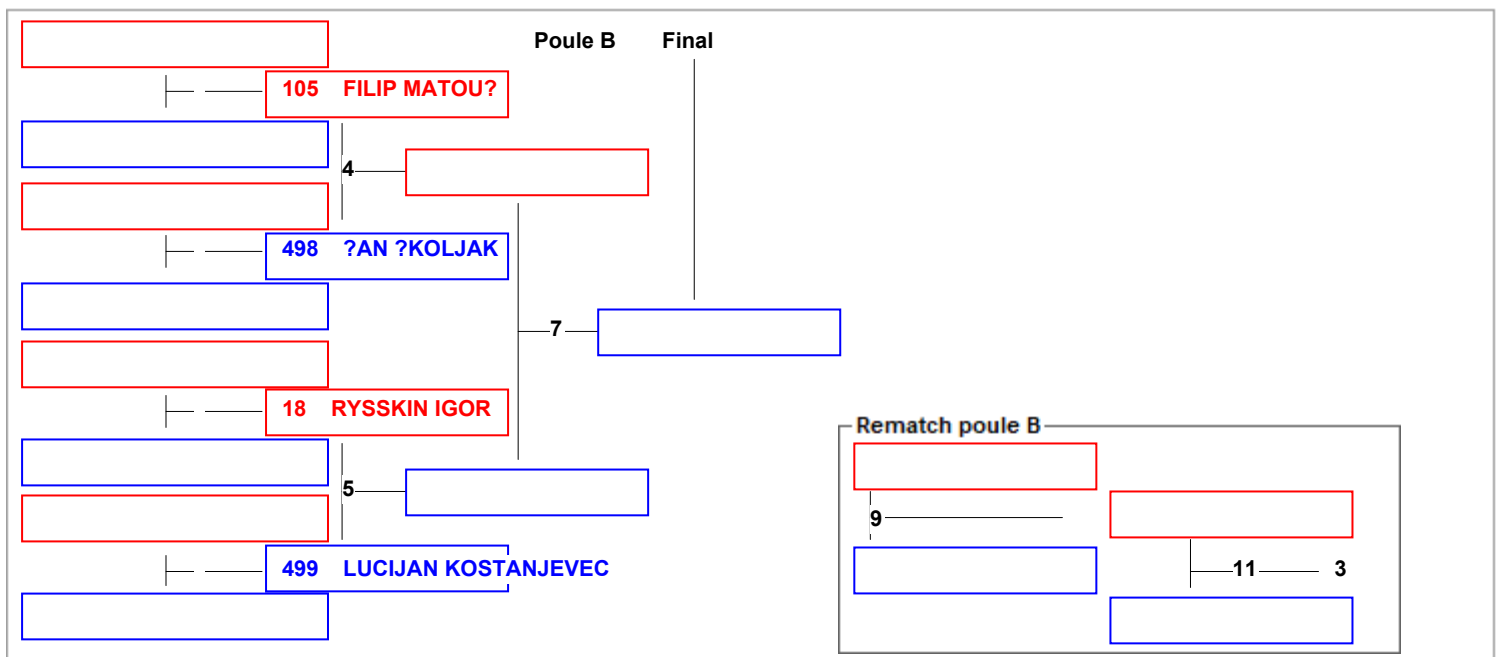 Poule B Final
105 FILIP MATOU?
4
498 ?AN ?KOLJAK
7
18 RYSSKIN IGOR
5
499 LUCIJAN KOSTANJEVEC
Rematch poule B
9
11 3